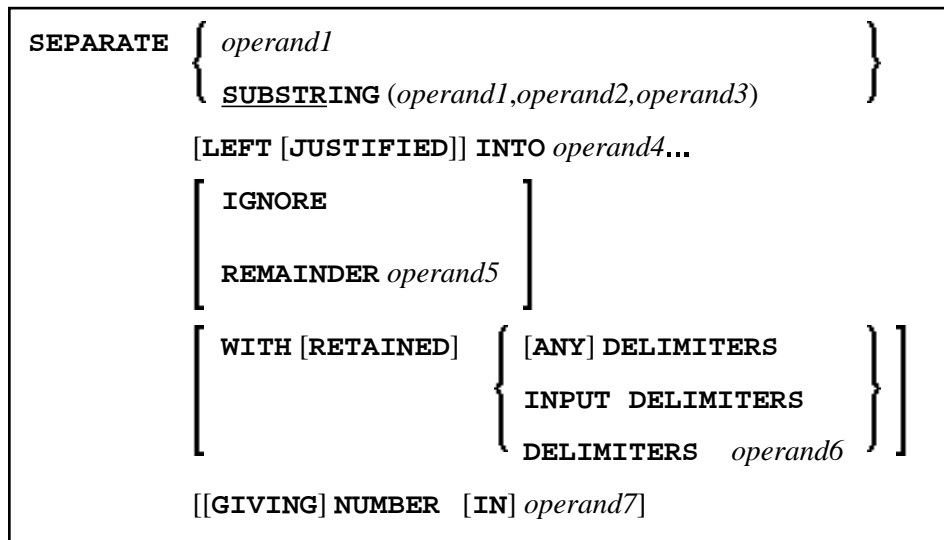 SEPARATE operand1
SUBSTRING (operand1,operand2,operand3)
[LEFT [JUSTIFIED]] INTO operand4...
IGNORE
REMAINDER operand5
WITH [RETAINED] [ANY] DELIMITERS
INPUT DELIMITERS
DELIMITERS operand6
[[GIVING] NUMBER [IN] operand7]